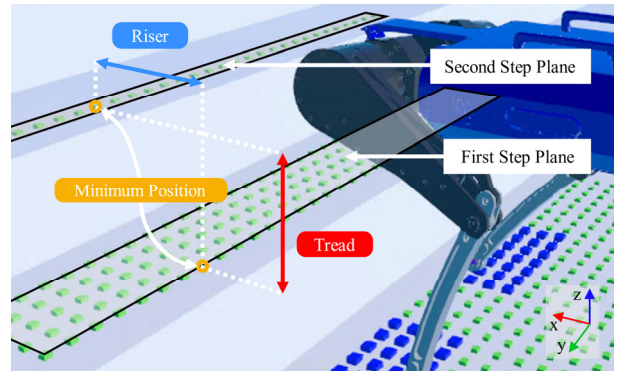 Riser
Second Step Plane
First Step Plane
Minimum Position
Tread
z
x
y